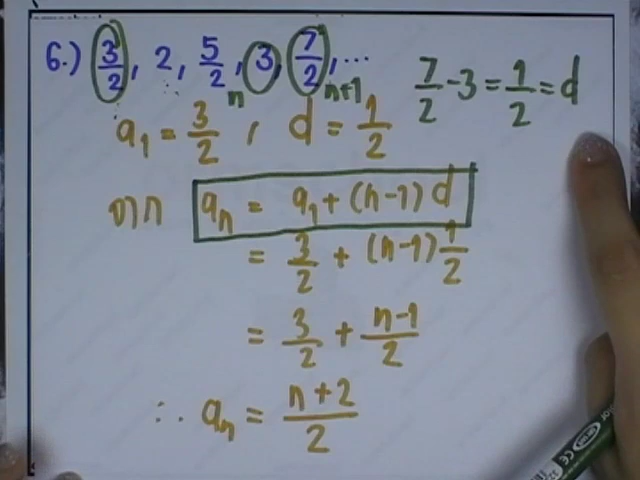 6.) 3/2, 2, 5/2, 3, 7/2, ...
n n+1
7/2 - 3 = 1/2 = d
a₁ = 3/2 , d = 1/2
จาก aₙ = a₁ + (n-1) d
= 3/2 + (n-1) 1/2
= 3/2 + n-1/2
∴ aₙ = n+2/2